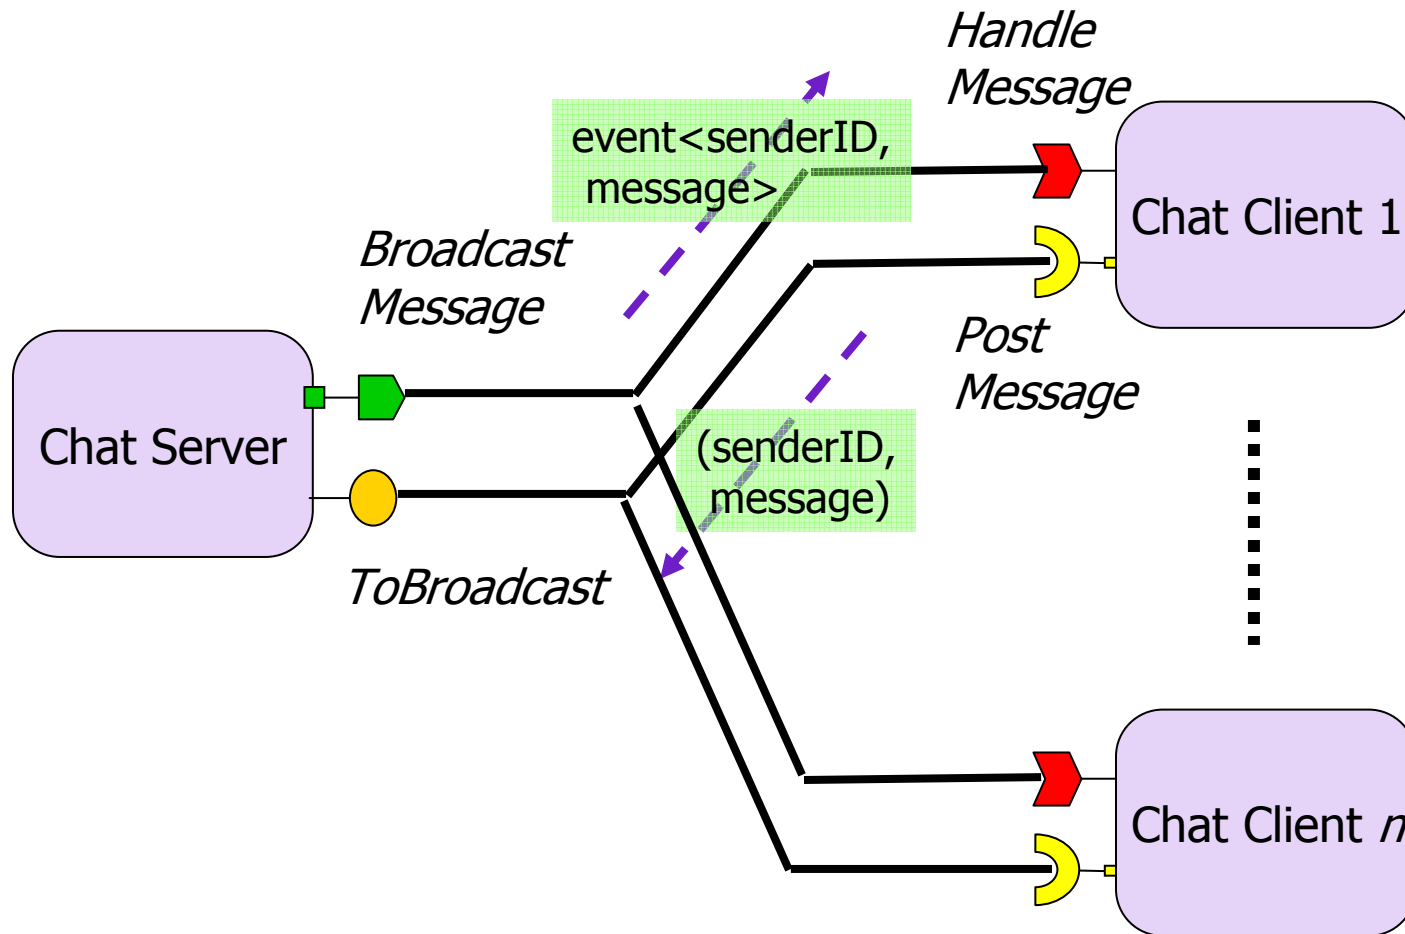 Handle
Message
event<senderID,
message>
Chat Client 1
Broadcast
Message
Post
Message
Chat Server
(senderID,
message)
ToBroadcast
Chat Client n